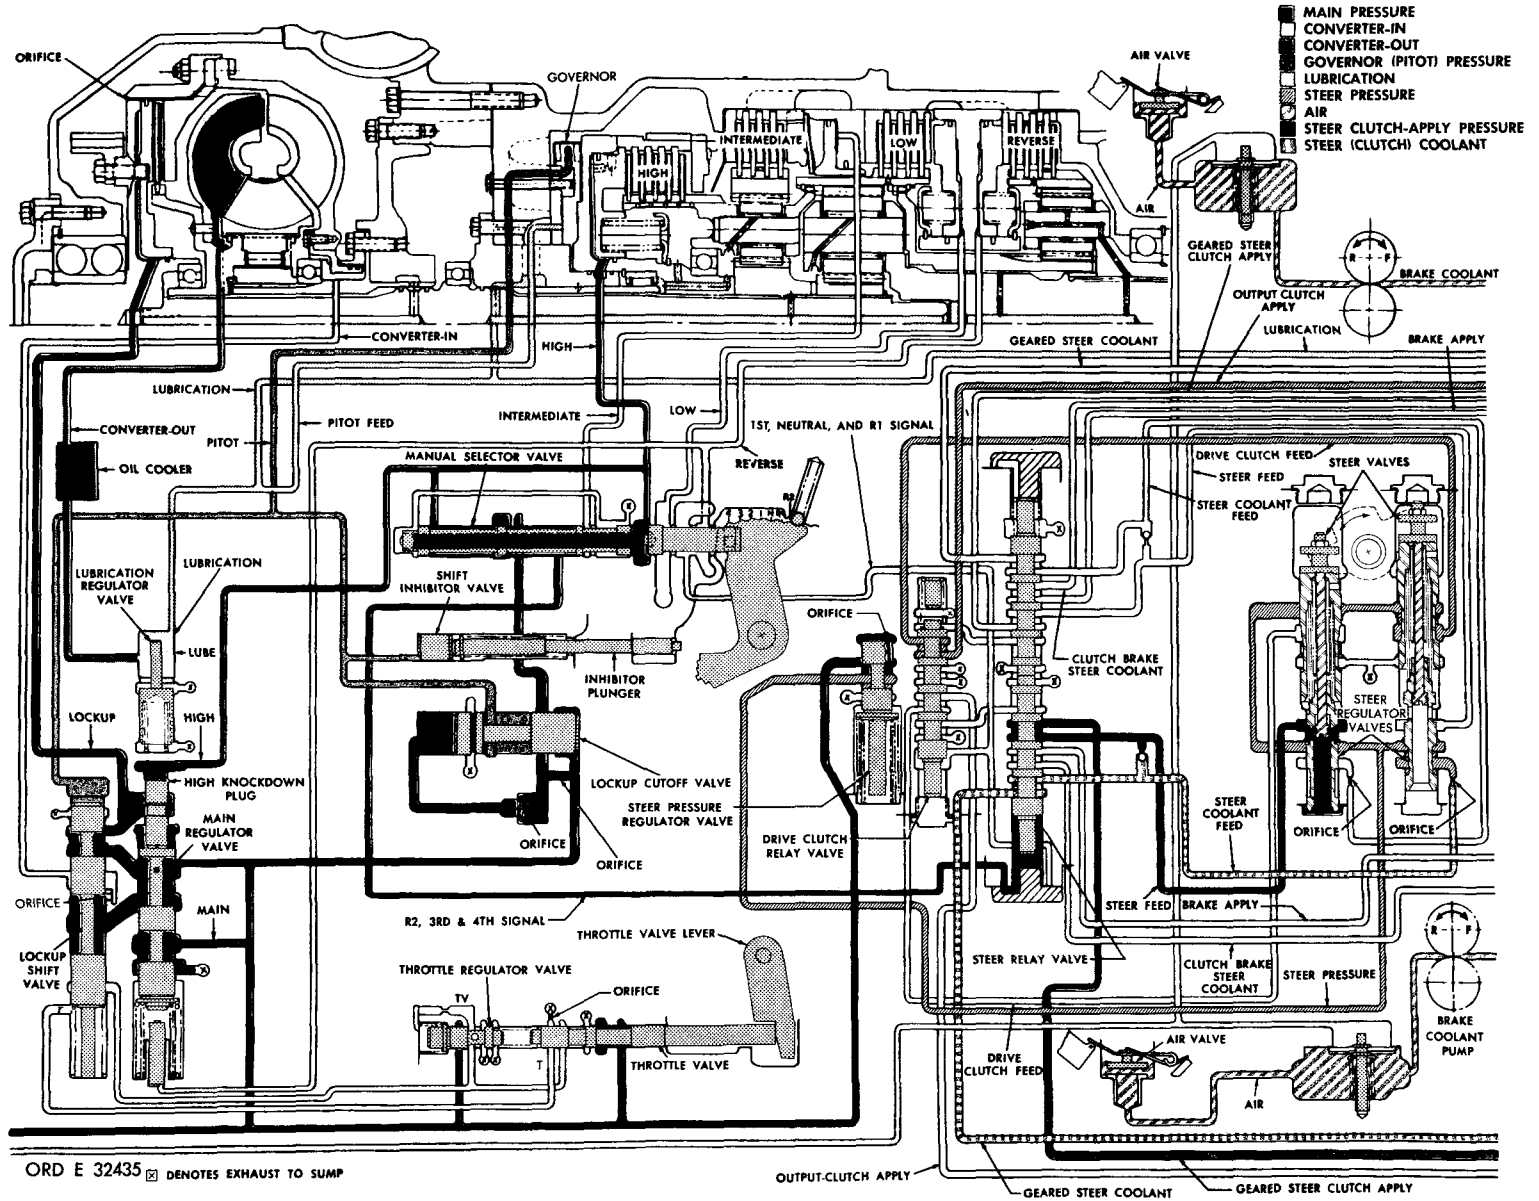 MAIN PRESSURE
CONVERTER-IN
CONVERTER-OUT
GOVERNOR (PITOT) PRESSURE
LUBRICATION
STEER PRESSURE
AIR
STEER CLUTCH-APPLY PRESSURE
STEER (CLUTCH) COOLANT
ORIFICE
GOVERNOR
AIR VALVE
INTERMEDIATE
LOW
REVERSE
HIGH
AIR
GEARED STEER
CLUTCH APPLY
R
F
BRAKE COOLANT
OUTPUT CLUTCH
APPLY
LUBRICATION
CONVERTER-IN
HIGH
GEARED STEER COOLANT
BRAKE APPLY
LUBRICATION
INTERMEDIATE
LOW
PITOT FEED
1ST, NEUTRAL, AND R1 SIGNAL
CONVERTER-OUT
PITOT
OIL COOLER
MANUAL SELECTOR VALVE
REVERSE
DRIVE CLUTCH FEED
STEER VALVES
STEER FEED
STEER COOLANT
FEED
R2
LUBRICATION
REGULATOR
VALVE
LUBRICATION
SHIFT
INHIBITOR VALVE
ORIFICE
LUBE
INHIBITOR
PLUNGER
CLUTCH BRAKE
STEER COOLANT
STEER
REGULATOR
VALVES
LOCKUP
HIGH
HIGH KNOCKDOWN
PLUG
LOCKUP CUTOFF VALVE
STEER PRESSURE
REGULATOR VALVE
STEER
COOLANT
FEED
MAIN
REGULATOR
VALVE
ORIFICE
ORIFICE
DRIVE CLUTCH
RELAY VALVE
ORIFICE
ORIFICE
ORIFICE
MAIN
R2, 3RD & 4TH SIGNAL
STEER FEED
BRAKE APPLY
THROTTLE VALVE LEVER
R
F
LOCKUP
SHIFT
VALVE
THROTTLE REGULATOR VALVE
STEER RELAY VALVE
CLUTCH BRAKE
STEER
COOLANT
STEER PRESSURE
TV
ORIFICE
BRAKE
COOLANT
PUMP
T
THROTTLE VALVE
DRIVE
CLUTCH FEED
AIR VALVE
AIR
ORD E 32435
X DENOTES EXHAUST TO SUMP
OUTPUT-CLUTCH APPLY
GEARED STEER COOLANT
GEARED STEER CLUTCH APPLY